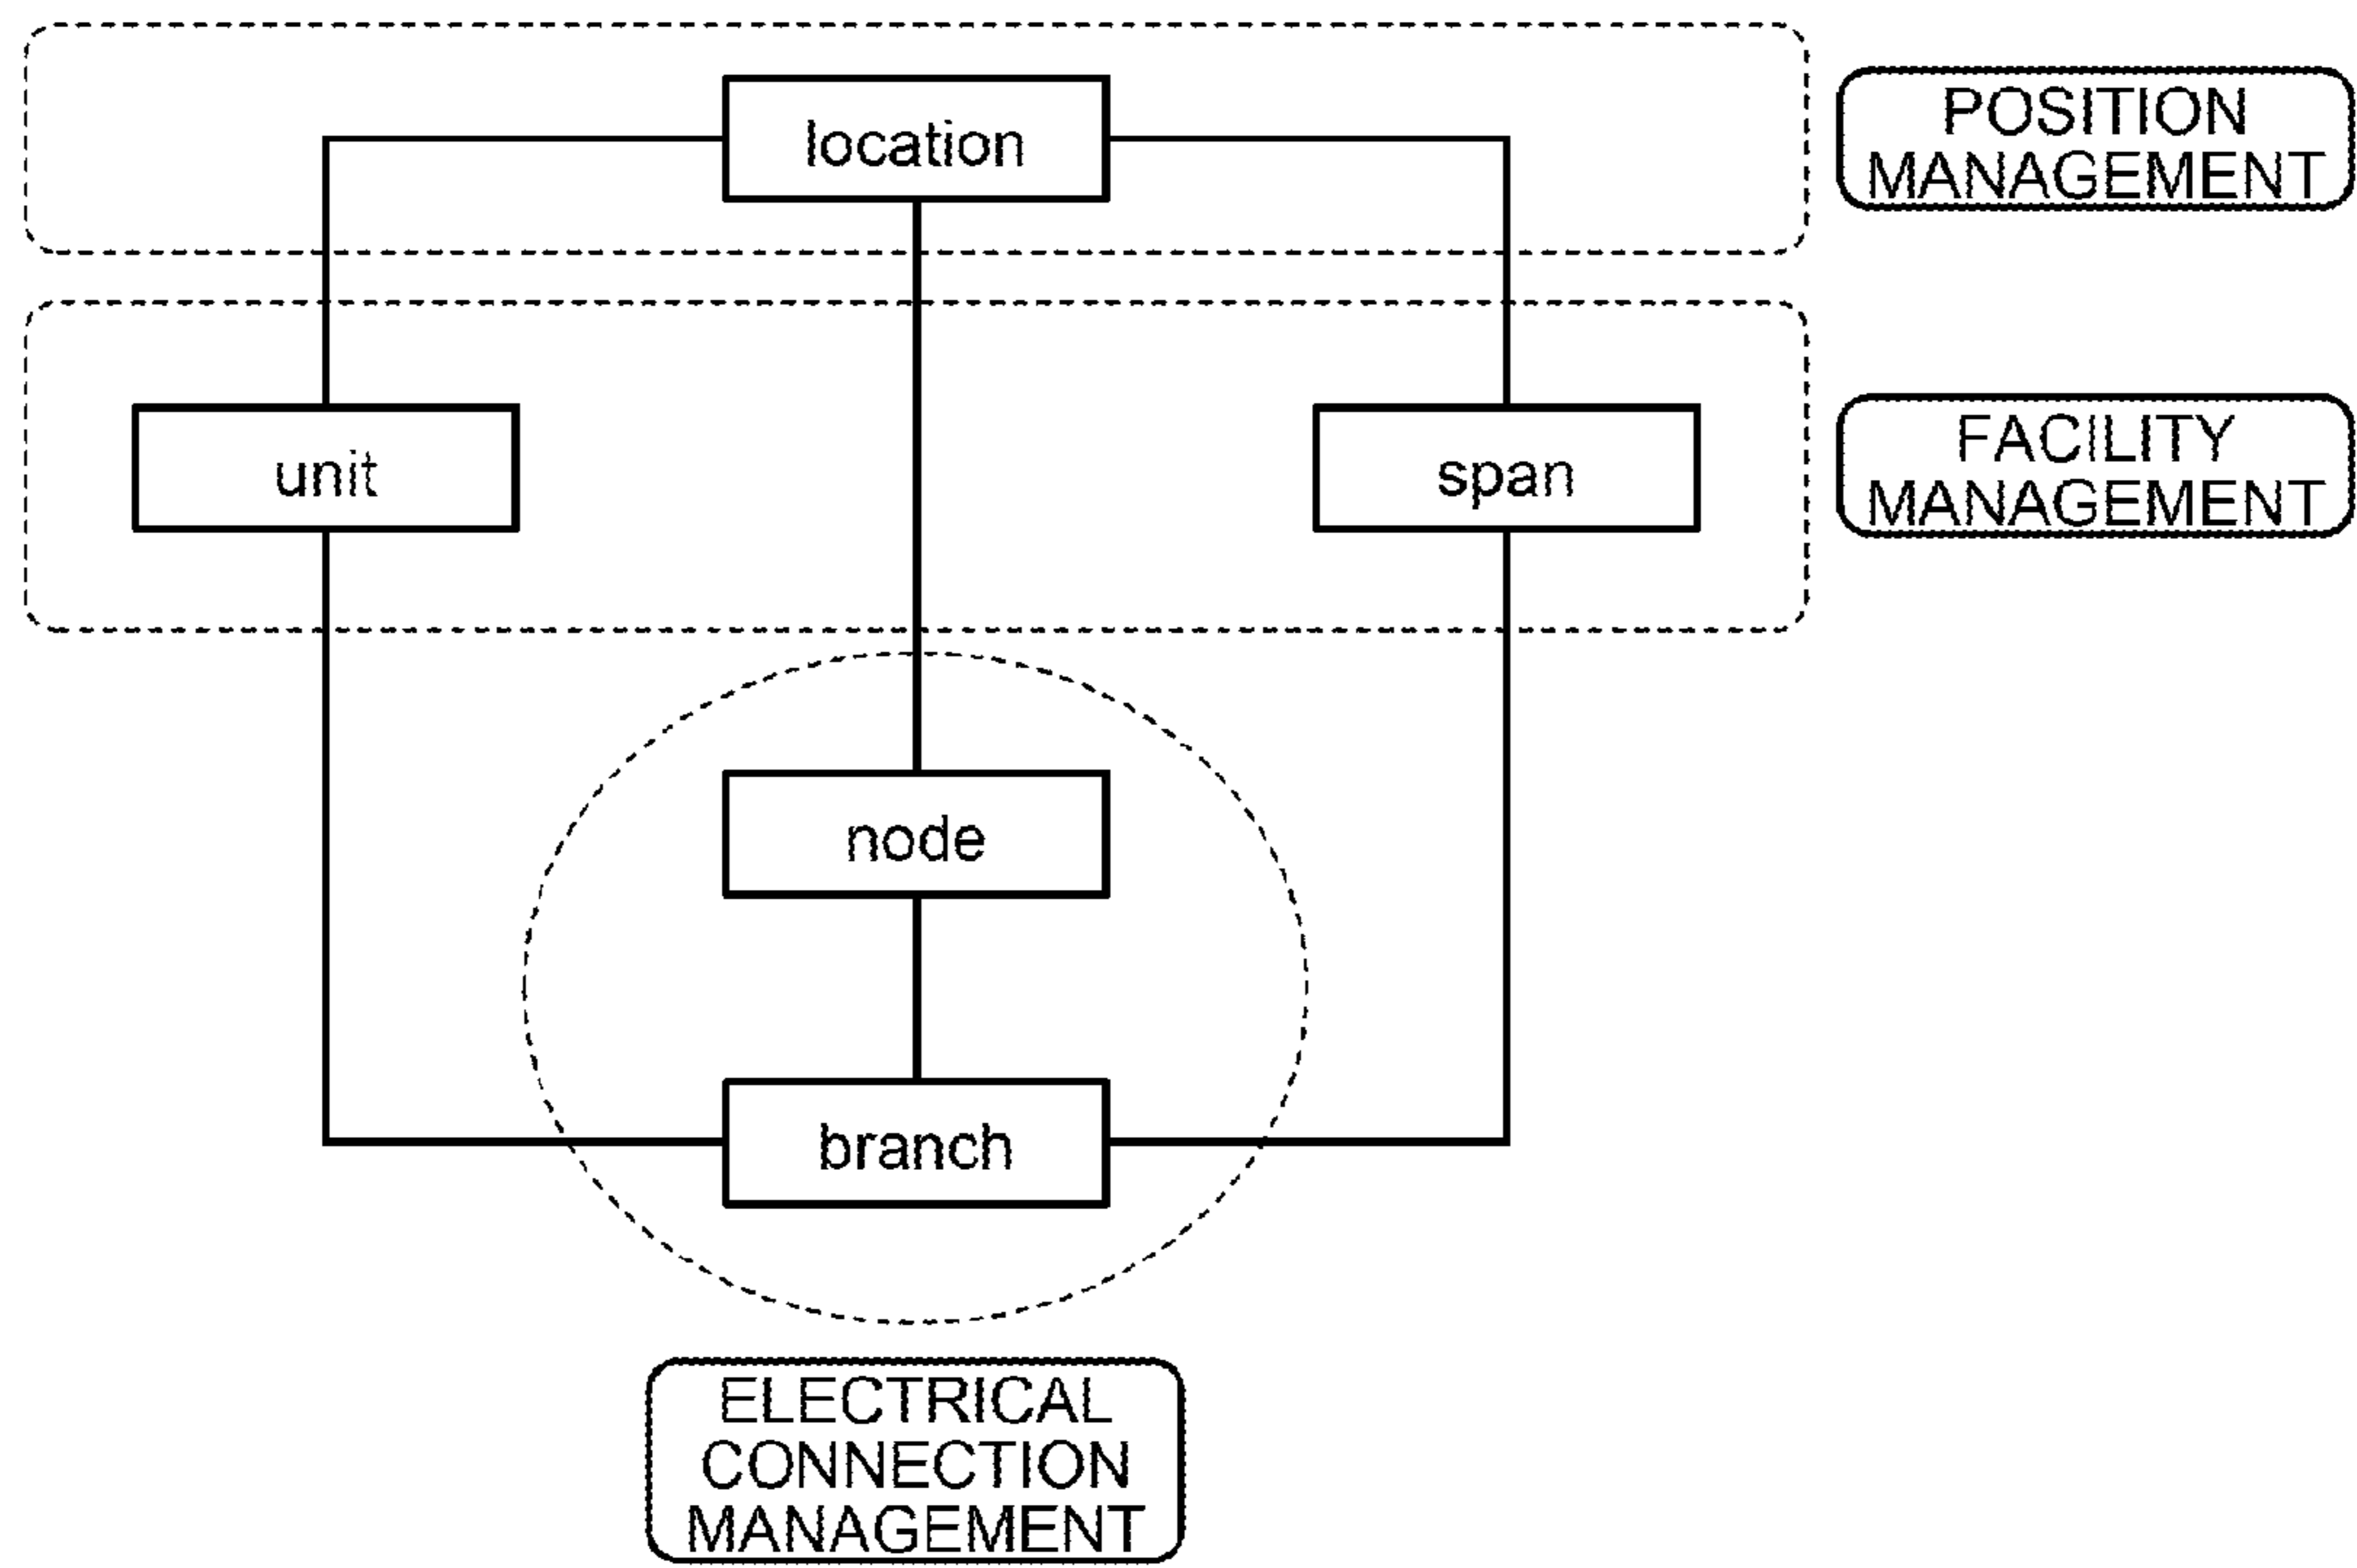 location
POSITION
MANAGEMENT
unit
span
FACILITY
MANAGEMENT
node
branch
ELECTRICAL
CONNECTION
MANAGEMENT